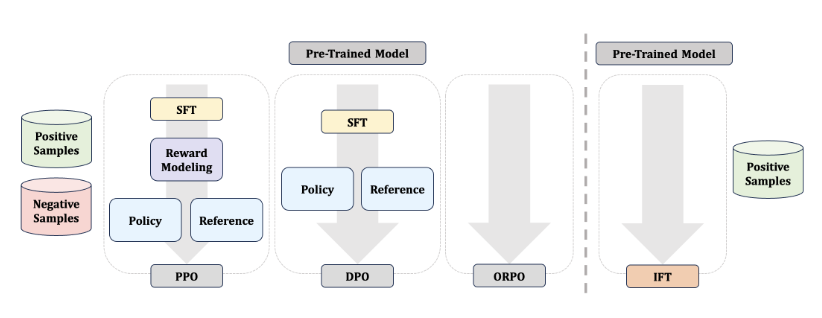 Pre-Trained Model
Pre-Trained Model
Positive
Samples
Negative
Samples
SFT
Reward
Modeling
Policy
Reference
PPO
SFT
Policy
Reference
DPO
ORPO
IFT
Positive
Samples